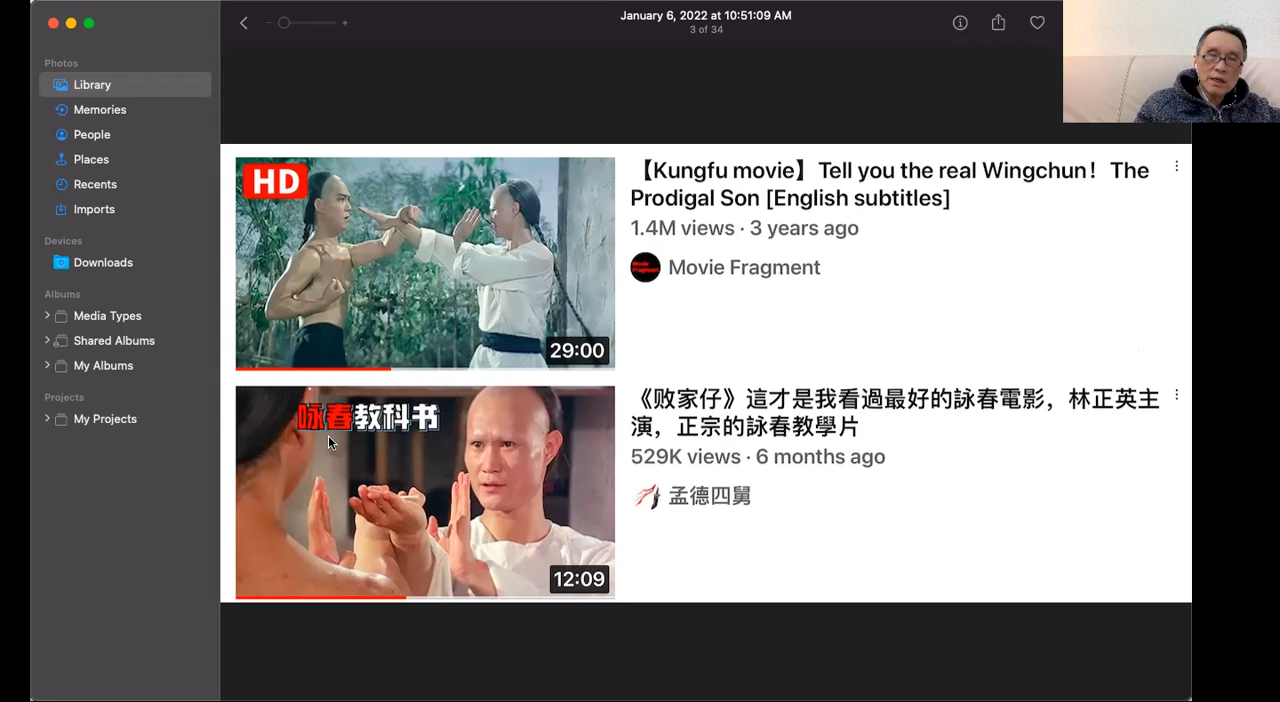 January 6, 2022 at 10:51:09 AM
3 of 34
Photos
Library
Memories
People
Places
Recents
Imports
Devices
Downloads
Albums
Media Types
Shared Albums
My Albums
Projects
My Projects
HD
29:00
【Kungfu movie】Tell you the real Wingchun！The
Prodigal Son [English subtitles]
1.4M views · 3 years ago
Movie Fragment
Movie Fragment
咏春教科书
12:09
《败家仔》這才是我看過最好的詠春電影，林正英主
演，正宗的詠春教學片
529K views · 6 months ago
孟德四舅